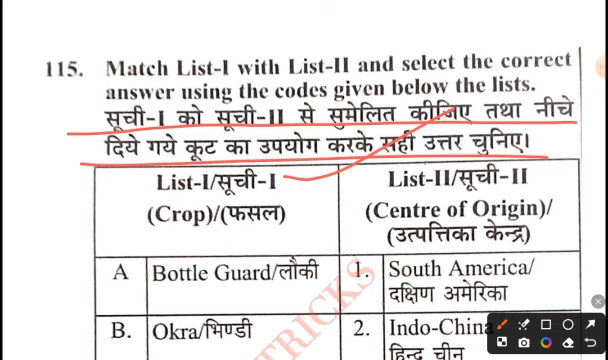 115. Match List-I with List-II and select the correct
answer using the codes given below the lists.
सूची-I को सूची-II से सुमेलित कीजिए तथा नीचे
दिये गये कूट का उपयोग करके सही उत्तर चुनिए।
List-I/सूची-I List-II/सूची-II
(Crop)/(फसल) (Centre of Origin)/
(उत्पत्तिका केन्द्र)
A Bottle Guard/लौकी 1. South America/
दक्षिण अमेरिका
B. Okra/भिण्डी 2. Indo-China
हिन्द चीन
TRICKS